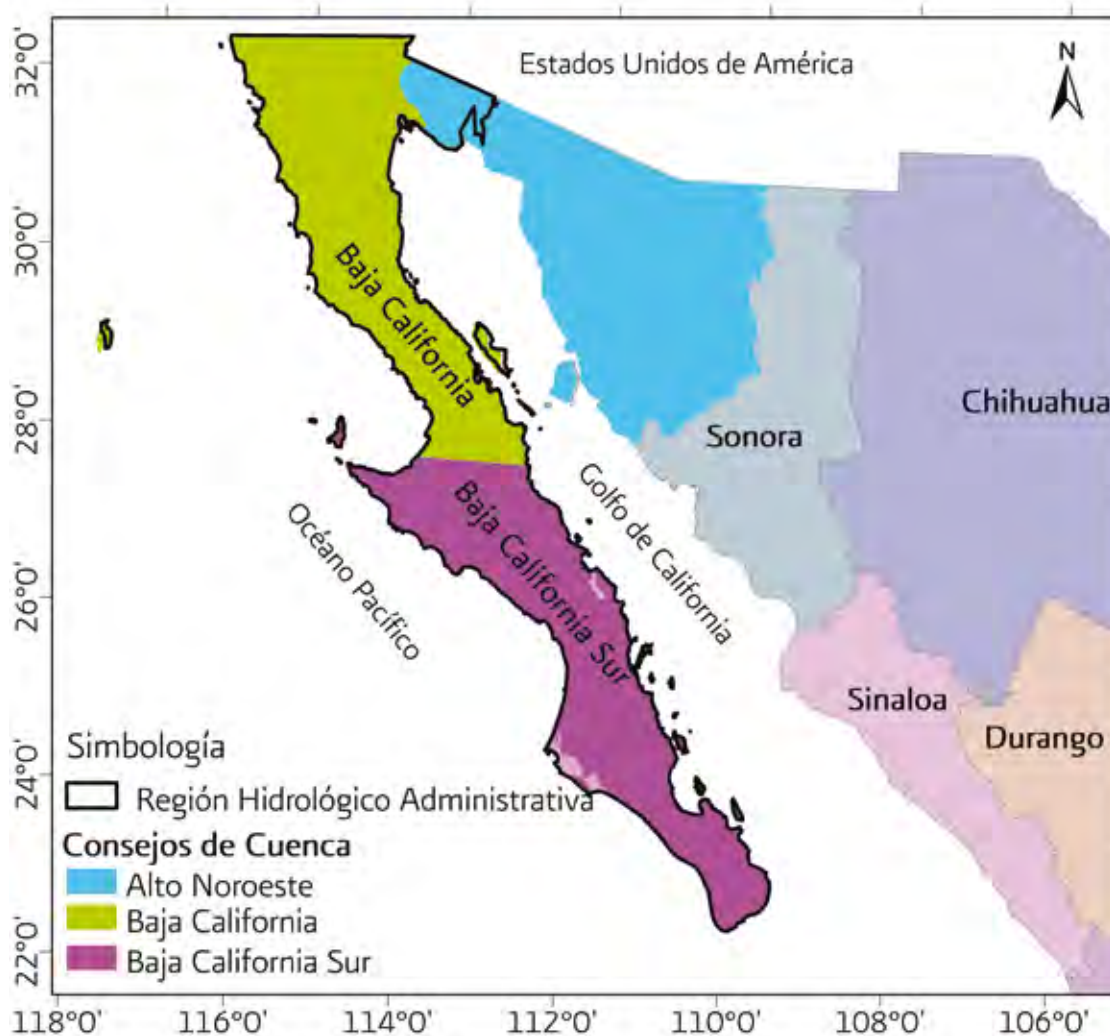 Estados Unidos de América
N
32°0'
30°0'
28°0'
26°0'
24°0'
22°0'
Baja California
Chihuahua
Sonora
Golfo de California
Baja California Sur
Océano Pacífico
Sinaloa
Durango
Simbología
Región Hidrológico Administrativa
Consejos de Cuenca
Alto Noroeste
Baja California
Baja California Sur
118°0' 116°0' 114°0' 112°0' 110°0' 108°0' 106°0'